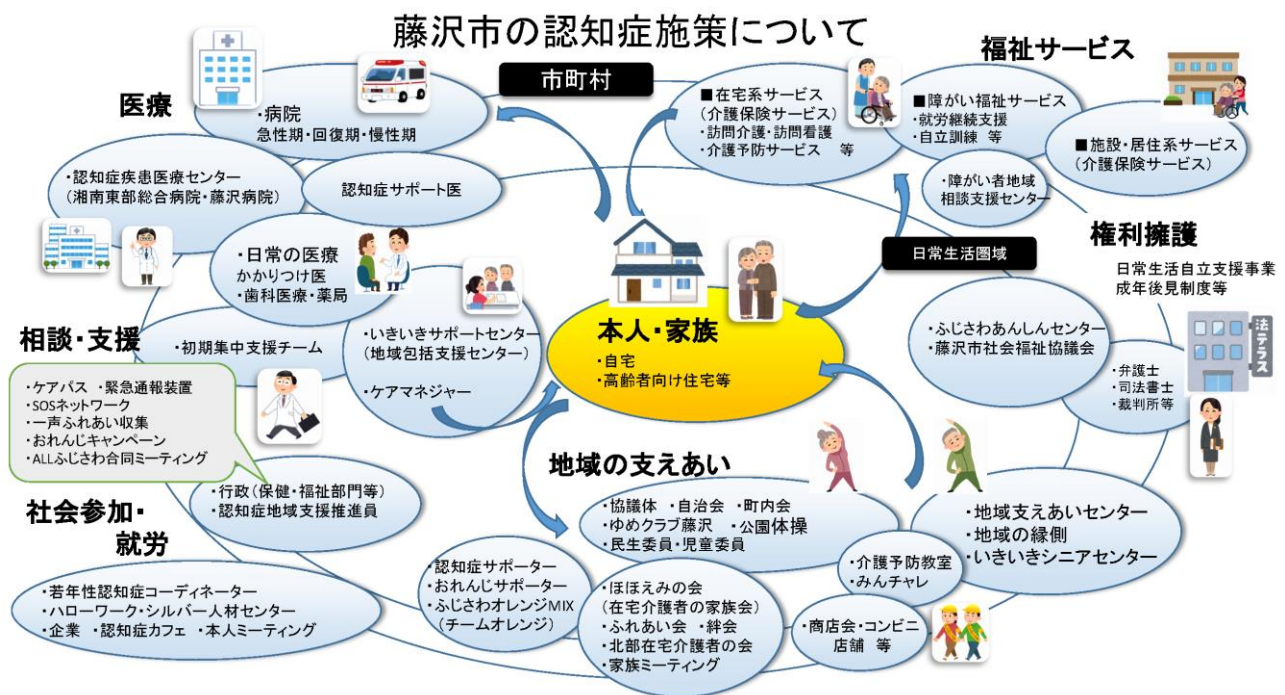 藤沢市の認知症施策について
市町村
医療
・病院
急性期・回復期・慢性期
・認知症疾患医療センター
(湘南東部総合病院・藤沢病院)
認知症サポート医
・日常の医療
かかりつけ医
・歯科医療・薬局
福祉サービス
■在宅系サービス
(介護保険サービス)
・訪問介護・訪問看護
・介護予防サービス 等
■障がい福祉サービス
・就労継続支援
・自立訓練 等
■施設・居住系サービス
(介護保険サービス)
・障がい者地域
相談支援センター
日常生活圏域
権利擁護
日常生活自立支援事業
成年後見制度等
・ふじさわあんしんセンター
・藤沢市社会福祉協議会
・弁護士
・司法書士
・裁判所等
法テラス
本人・家族
・自宅
・高齢者向け住宅等
相談・支援
・初期集中支援チーム
・いきいきサポートセンター
(地域包括支援センター)
・ケアマネジャー
・ケアパス ・緊急通報装置
・SOSネットワーク
・一声ふれあい収集
・おれんじキャンペーン
・ALLふじさわ合同ミーティング
・行政(保健・福祉部門等)
・認知症地域支援推進員
社会参加・
就労
・若年性認知症コーディネーター
・ハローワーク・シルバー人材センター
・企業 ・認知症カフェ ・本人ミーティング
地域の支えあい
・協議体 ・自治会 ・町内会
・ゆめクラブ藤沢 ・公園体操
・民生委員・児童委員
・認知症サポーター
・おれんじサポーター
・ふじさわオレンジMIX
(チームオレンジ)
・ほほえみの会
(在宅介護者の家族会)
・ふれあい会 ・絆会
・北部在宅介護者の会
・家族ミーティング
・介護予防教室
・みんチャレ
・商店会・コンビニ
店舗 等
・地域支えあいセンター
・地域の縁側
・いきいきシニアセンター